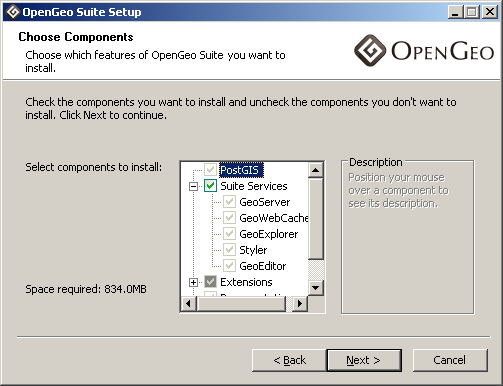 OpenGeo Suite Setup
Choose Components
Choose which features of OpenGeo Suite you want to
install.
OPENGEO
Check the components you want to install and uncheck the components you don't want to
install. Click Next to continue.
Select components to install:
PostGIS
Suite Services
GeoServer
GeoWebCache
GeoExplorer
Styler
GeoEditor
Extensions
Description
Position your mouse
over a component to
see its description.
Space required: 834.0MB
< Back
Next >
Cancel